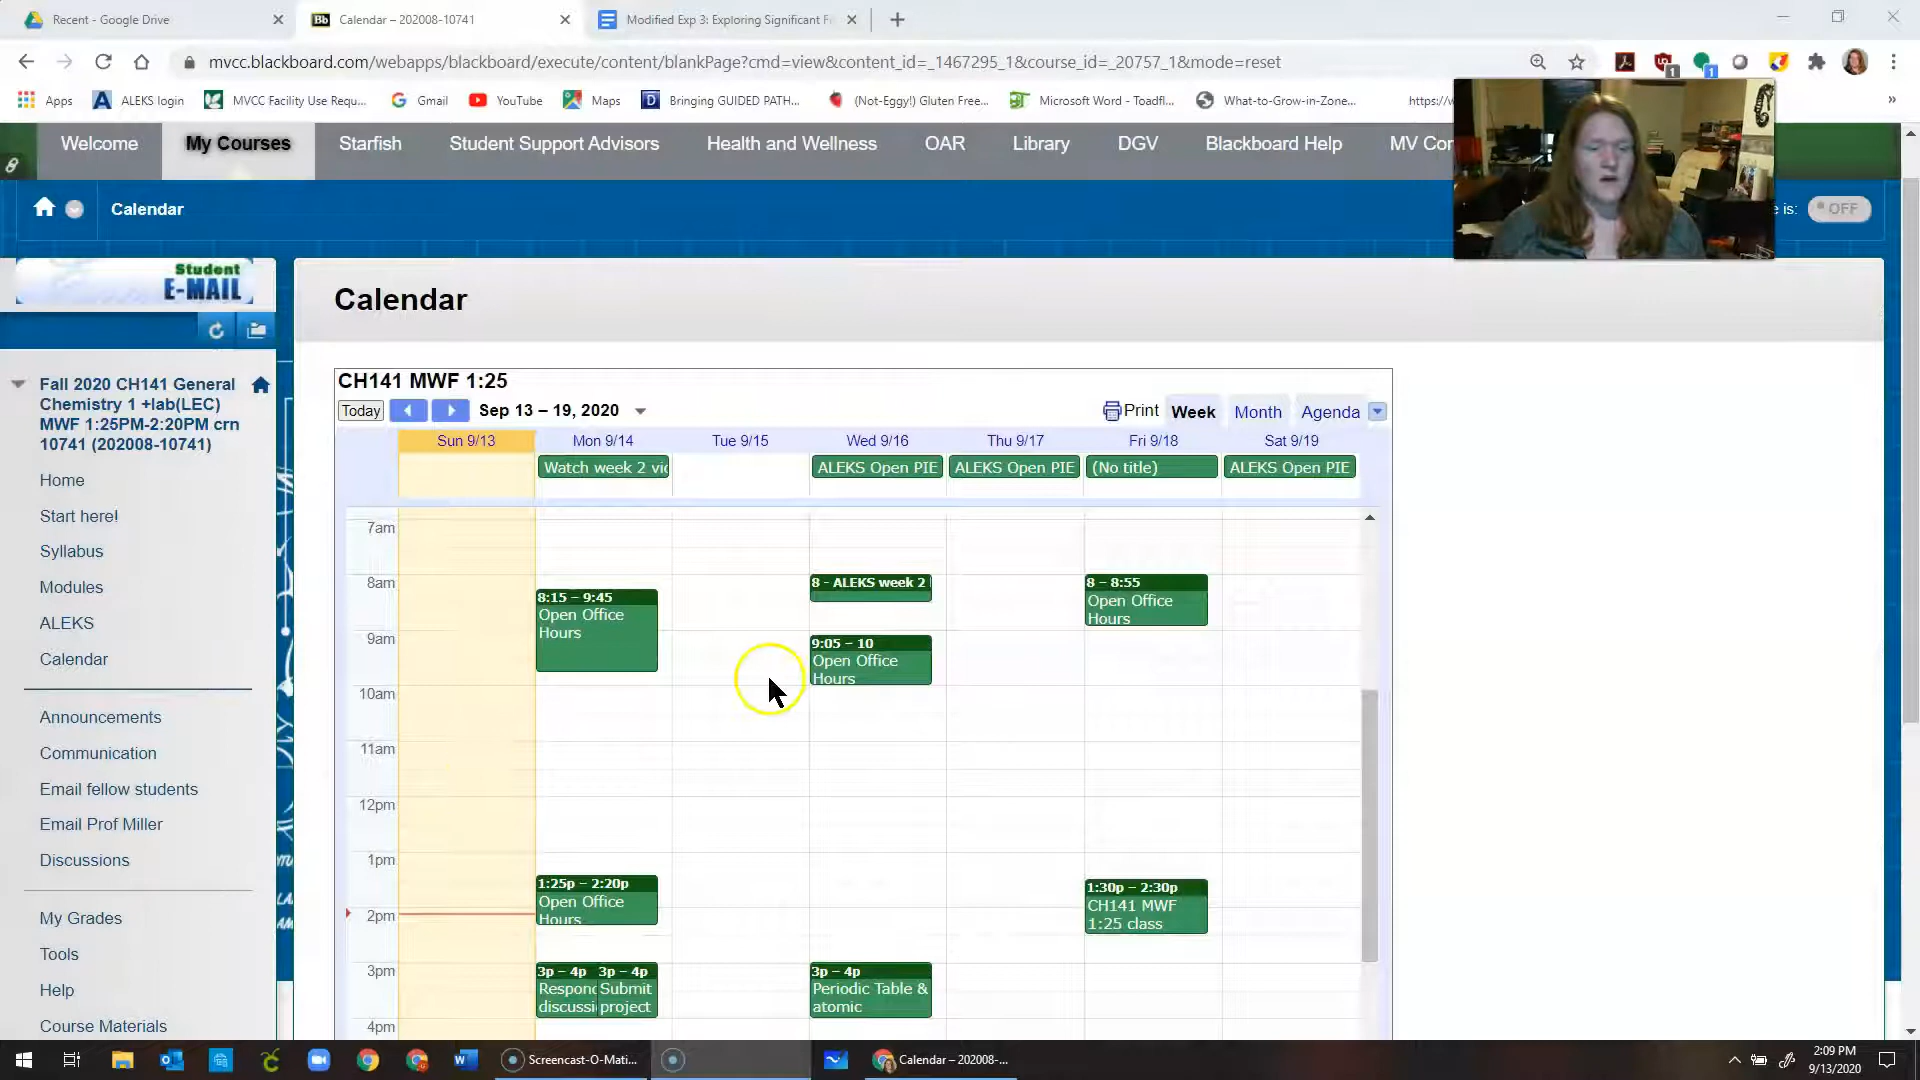 Recent - Google Drive
Bb Calendar – 202008-10741
Modified Exp 3: Exploring Significant F
mvcc.blackboard.com/webapps/blackboard/execute/content/blankPage?cmd=view&content_id=_1467295_1&course_id=_20757_1&mode=reset
Apps
ALEKS login
MVCC Facility Use Requ...
Gmail
YouTube
Maps
D Bringing GUIDED PATH...
(Not-Eggy!) Gluten Free...
Microsoft Word - Toadfl...
What-to-Grow-in-Zone...
https://w
»
Welcome
My Courses
Starfish
Student Support Advisors
Health and Wellness
OAR
Library
DGV
Blackboard Help
MV Cor
Calendar
e is: OFF
Student
E-MAIL
Fall 2020 CH141 General
Chemistry 1 +lab(LEC)
MWF 1:25PM-2:20PM crn
10741 (202008-10741)
Home
Start here!
Syllabus
Modules
ALEKS
Calendar
Announcements
Communication
Email fellow students
Email Prof Miller
Discussions
My Grades
Tools
Help
Course Materials
Calendar
CH141 MWF 1:25
Today Sep 13 – 19, 2020 Print Week Month Agenda
Sun 9/13 Mon 9/14 Tue 9/15 Wed 9/16 Thu 9/17 Fri 9/18 Sat 9/19
Watch week 2 vic ALEKS Open PIE ALEKS Open PIE (No title) ALEKS Open PIE
7am
8am
9am
10am
11am
12pm
1pm
2pm
3pm
4pm
8:15 – 9:45
Open Office
Hours
1:25p – 2:20p
Open Office
Hours
3p – 4p
Respond
discussi
3p – 4p
Submit
project
8 - ALEKS week 2
9:05 – 10
Open Office
Hours
3p – 4p
Periodic Table &
atomic
8 – 8:55
Open Office
Hours
1:30p – 2:30p
CH141 MWF
1:25 class
Screencast-O-Mati...
Calendar – 202008-...
2:09 PM
9/13/2020